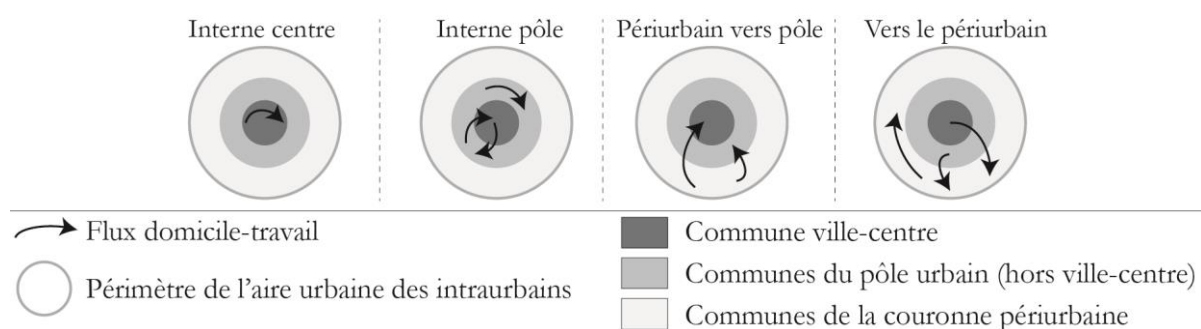 Interne centre
Interne pôle
Périurbain vers pôle
Vers le périurbain
Flux domicile-travail
Périmètre de l'aire urbaine des intraurbains
Commune ville-centre
Communes du pôle urbain (hors ville-centre)
Communes de la couronne périurbaine